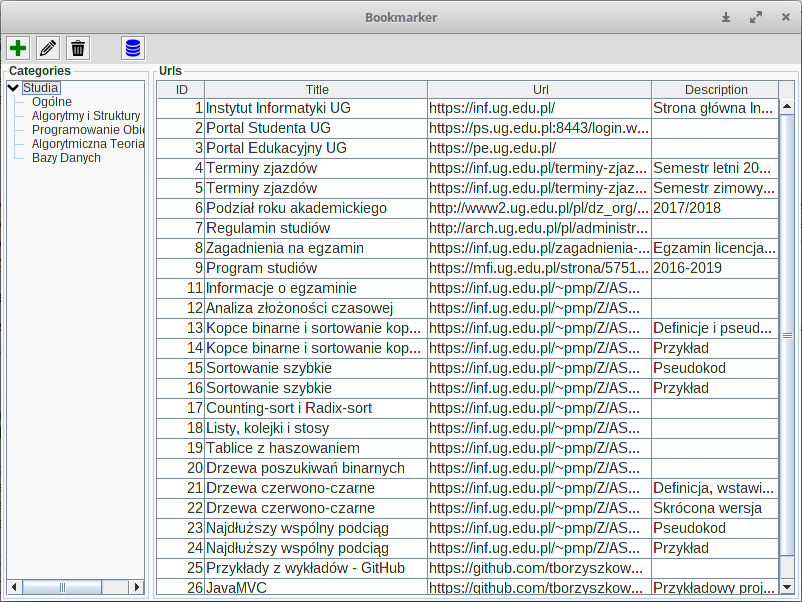 Bookmarker
Categories
Studia
Ogólne
Algorytmy i Struktury
Programowanie Obie
Algorytmiczna Teoria
Bazy Danych
Urls
ID Title Url Description
1 Instytut Informatyki UG https://inf.ug.edu.pl/ Strona główna In...
2 Portal Studenta UG https://ps.ug.edu.pl:8443/login.w...
3 Portal Edukacyjny UG https://pe.ug.edu.pl/
4 Terminy zjazdów https://inf.ug.edu.pl/terminy-zjaz... Semestr letni 20...
5 Terminy zjazdów https://inf.ug.edu.pl/terminy-zjaz... Semestr zimowy...
6 Podział roku akademickiego http://www2.ug.edu.pl/pl/dz_org/... 2017/2018
7 Regulamin studiów http://arch.ug.edu.pl/pl/administr...
8 Zagadnienia na egzamin https://inf.ug.edu.pl/zagadnienia-... Egzamin licencja...
9 Program studiów https://mfi.ug.edu.pl/strona/5751... 2016-2019
11 Informacje o egzaminie https://inf.ug.edu.pl/~pmp/Z/AS...
12 Analiza złożoności czasowej https://inf.ug.edu.pl/~pmp/Z/AS...
13 Kopce binarne i sortowanie kop... https://inf.ug.edu.pl/~pmp/Z/AS... Definicje i pseud...
14 Kopce binarne i sortowanie kop... https://inf.ug.edu.pl/~pmp/Z/AS... Przykład
15 Sortowanie szybkie https://inf.ug.edu.pl/~pmp/Z/AS... Pseudokod
16 Sortowanie szybkie https://inf.ug.edu.pl/~pmp/Z/AS... Przykład
17 Counting-sort i Radix-sort https://inf.ug.edu.pl/~pmp/Z/AS...
18 Listy, kolejki i stosy https://inf.ug.edu.pl/~pmp/Z/AS...
19 Tablice z haszowaniem https://inf.ug.edu.pl/~pmp/Z/AS...
20 Drzewa poszukiwań binarnych https://inf.ug.edu.pl/~pmp/Z/AS...
21 Drzewa czerwono-czarne https://inf.ug.edu.pl/~pmp/Z/AS... Definicja, wstawi...
22 Drzewa czerwono-czarne https://inf.ug.edu.pl/~pmp/Z/AS... Skrócona wersja
23 Najdłuższy wspólny podciąg https://inf.ug.edu.pl/~pmp/Z/AS... Pseudokod
24 Najdłuższy wspólny podciąg https://inf.ug.edu.pl/~pmp/Z/AS... Przykład
25 Przykłady z wykładów - GitHub https://github.com/tborzyszkow...
26 JavaMVC https://github.com/tborzyszkow... Przykładowy proj...